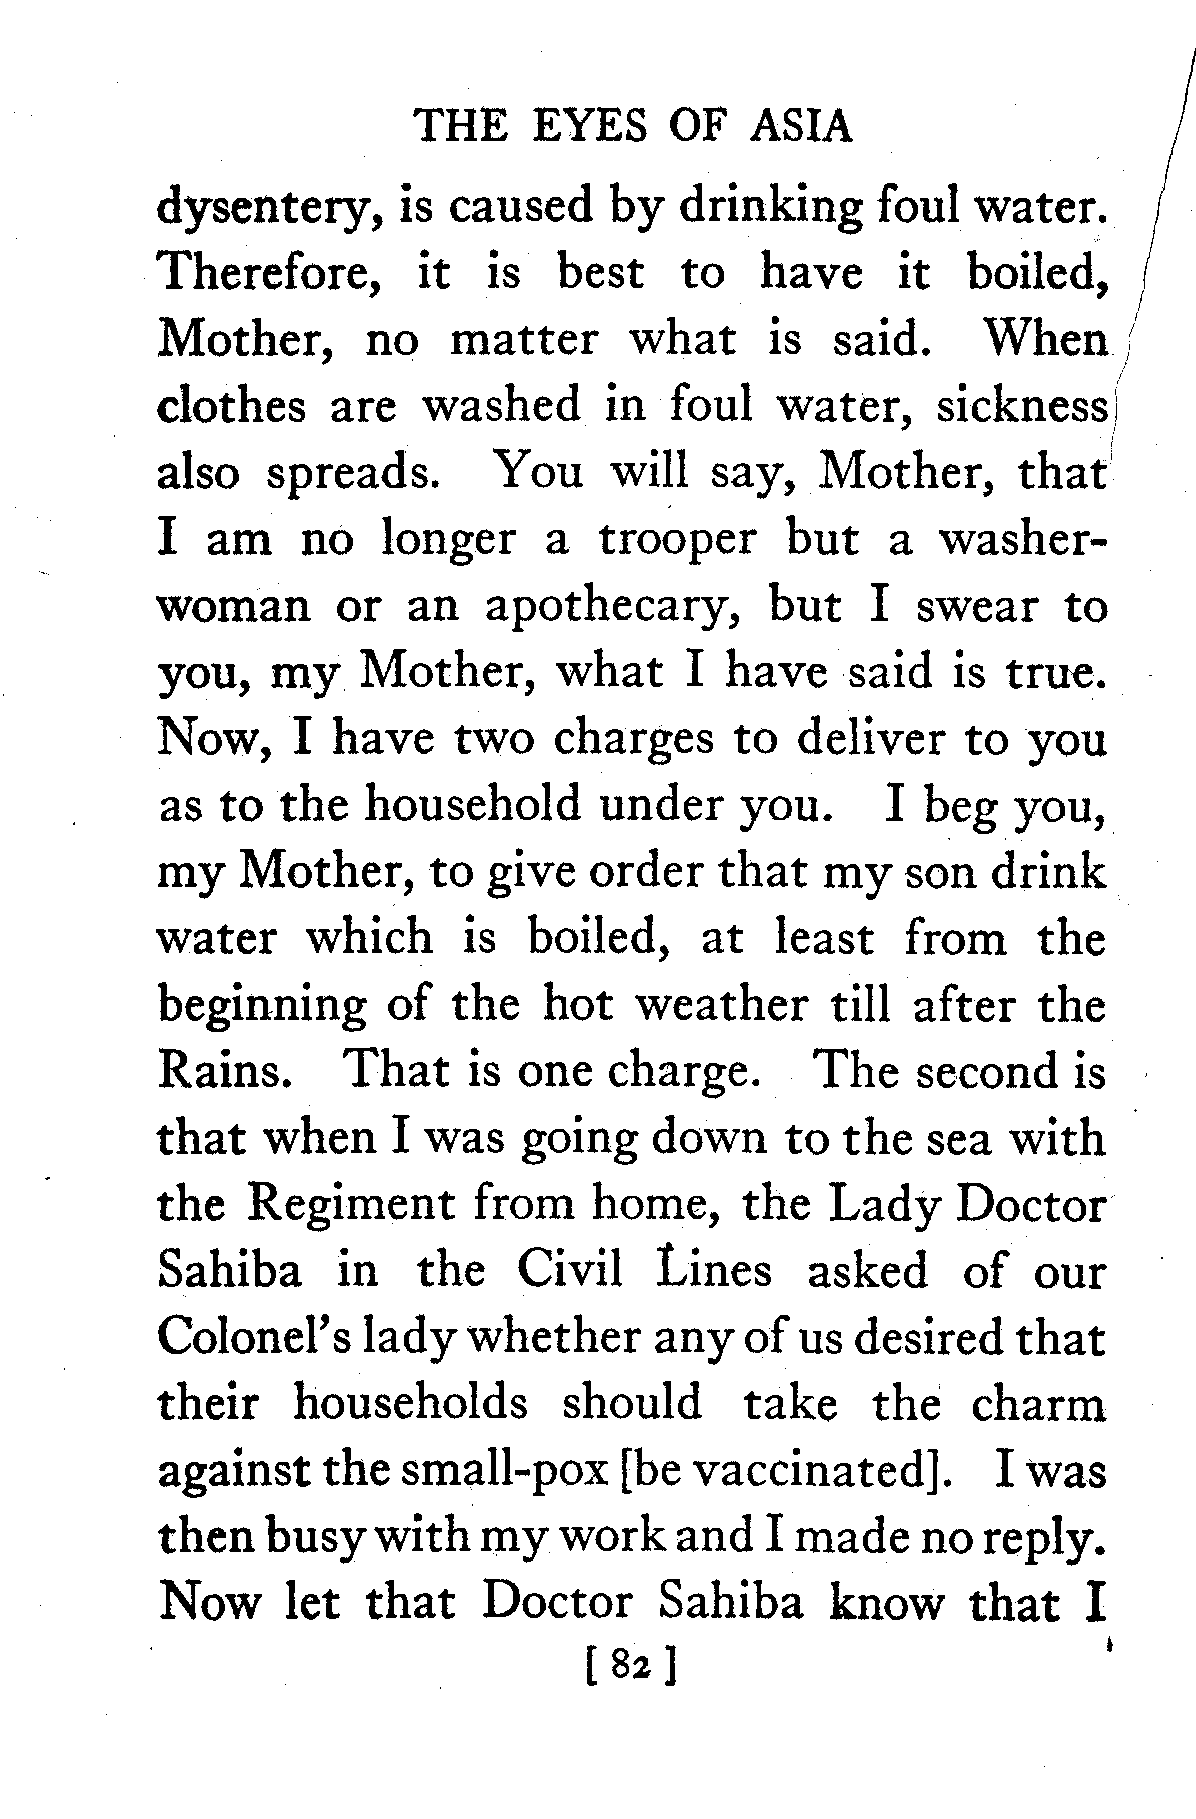 THE EYES OF ASIA
dysentery, is caused by drinking foul water.
Therefore, it is best to have it boiled,
Mother, no matter what is said. When
clothes are washed in foul water, sickness
also spreads. You will say, Mother, that
I am no longer a trooper but a washer-
woman or an apothecary, but I swear to
you, my Mother, what I have said is true.
Now, I have two charges to deliver to you
as to the household under you. I beg you,
my Mother, to give order that my son drink
water which is boiled, at least from the
beginning of the hot weather till after the
Rains. That is one charge. The second is
that when I was going down to the sea with
the Regiment from home, the Lady Doctor
Sahiba in the Civil Lines asked of our
Colonel's lady whether any of us desired that
their households should take the charm
against the small-pox [be vaccinated]. I was
then busy with my work and I made no reply.
Now let that Doctor Sahiba know that I
[ 82 ]